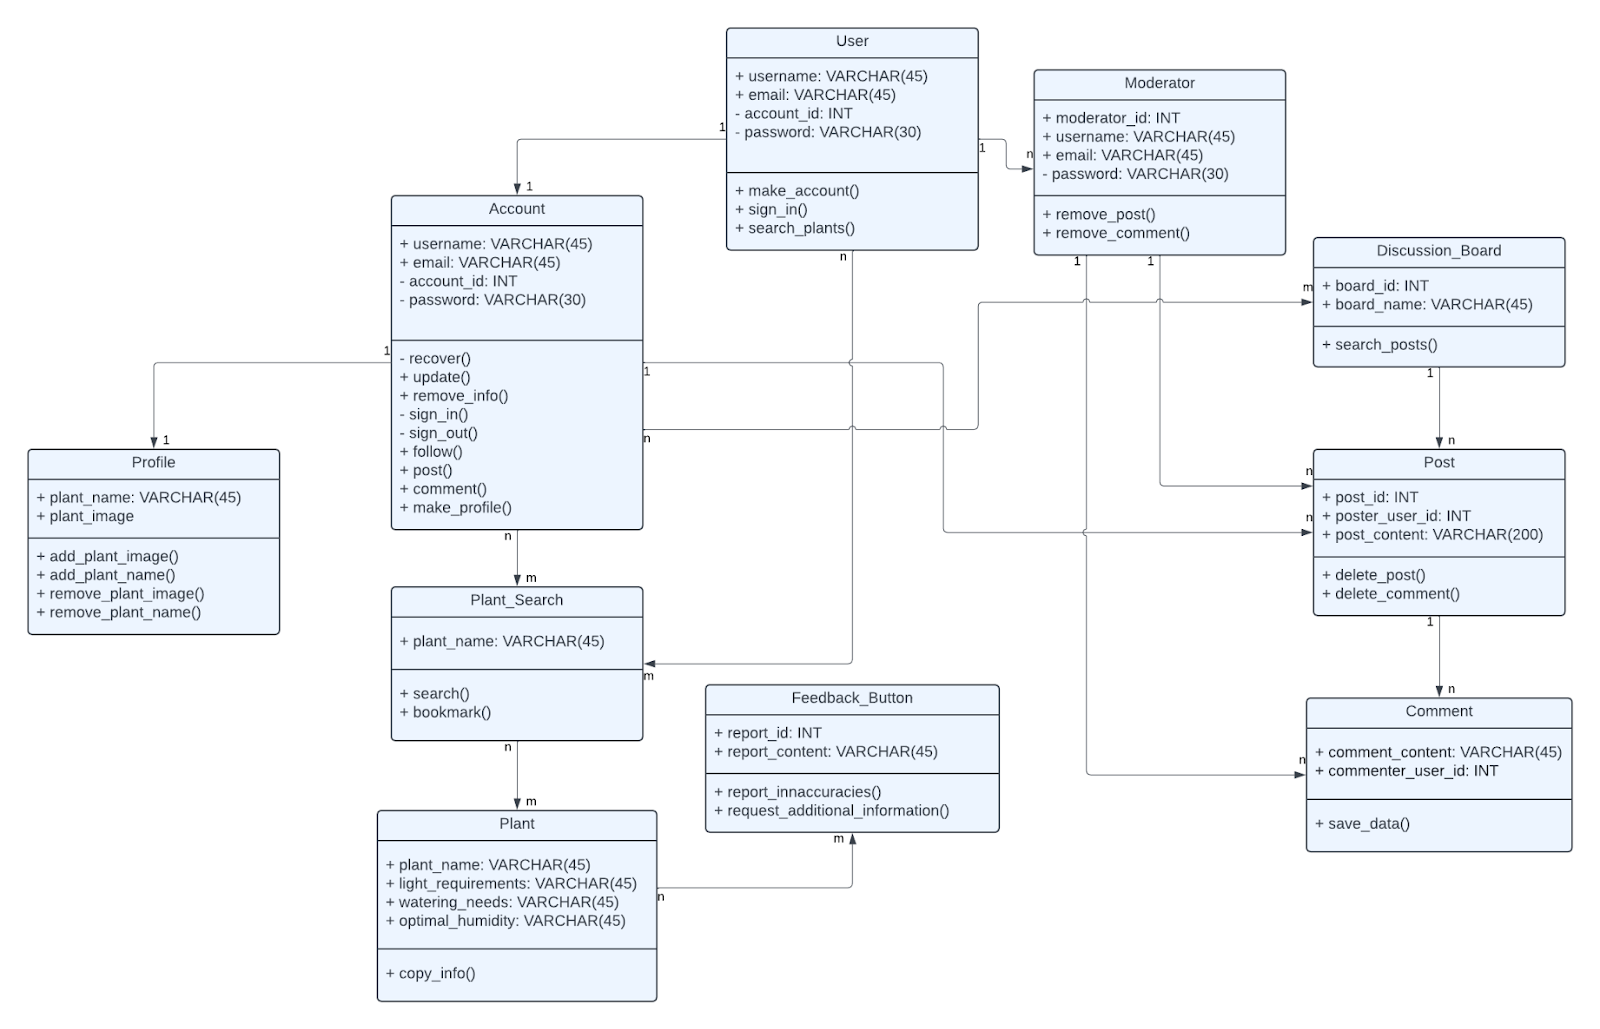 User
+ username: VARCHAR(45)
+ email: VARCHAR(45)
- account_id: INT
- password: VARCHAR(30)
+ make_account()
+ sign_in()
+ search_plants()
1
1
n
Moderator
+ moderator_id: INT
+ username: VARCHAR(45)
+ email: VARCHAR(45)
- password: VARCHAR(30)
+ remove_post()
+ remove_comment()
n
1
1
1
Account
+ username: VARCHAR(45)
+ email: VARCHAR(45)
- account_id: INT
- password: VARCHAR(30)
- recover()
+ update()
+ remove_info()
- sign_in()
- sign_out()
+ follow()
+ post()
+ comment()
+ make_profile()
1
1
n
n
Discussion_Board
+ board_id: INT
+ board_name: VARCHAR(45)
+ search_posts()
m
1
1
Profile
+ plant_name: VARCHAR(45)
+ plant_image
+ add_plant_image()
+ add_plant_name()
+ remove_plant_image()
+ remove_plant_name()
n
Post
+ post_id: INT
+ poster_user_id: INT
+ post_content: VARCHAR(200)
+ delete_post()
+ delete_comment()
n
n
1
m
Plant_Search
+ plant_name: VARCHAR(45)
+ search()
+ bookmark()
m
n
Feedback_Button
+ report_id: INT
+ report_content: VARCHAR(45)
+ report_innaccuracies()
+ request_additional_information()
m
n
Comment
+ comment_content: VARCHAR(45)
+ commenter_user_id: INT
+ save_data()
n
m
Plant
+ plant_name: VARCHAR(45)
+ light_requirements: VARCHAR(45)
+ watering_needs: VARCHAR(45)
+ optimal_humidity: VARCHAR(45)
+ copy_info()
n